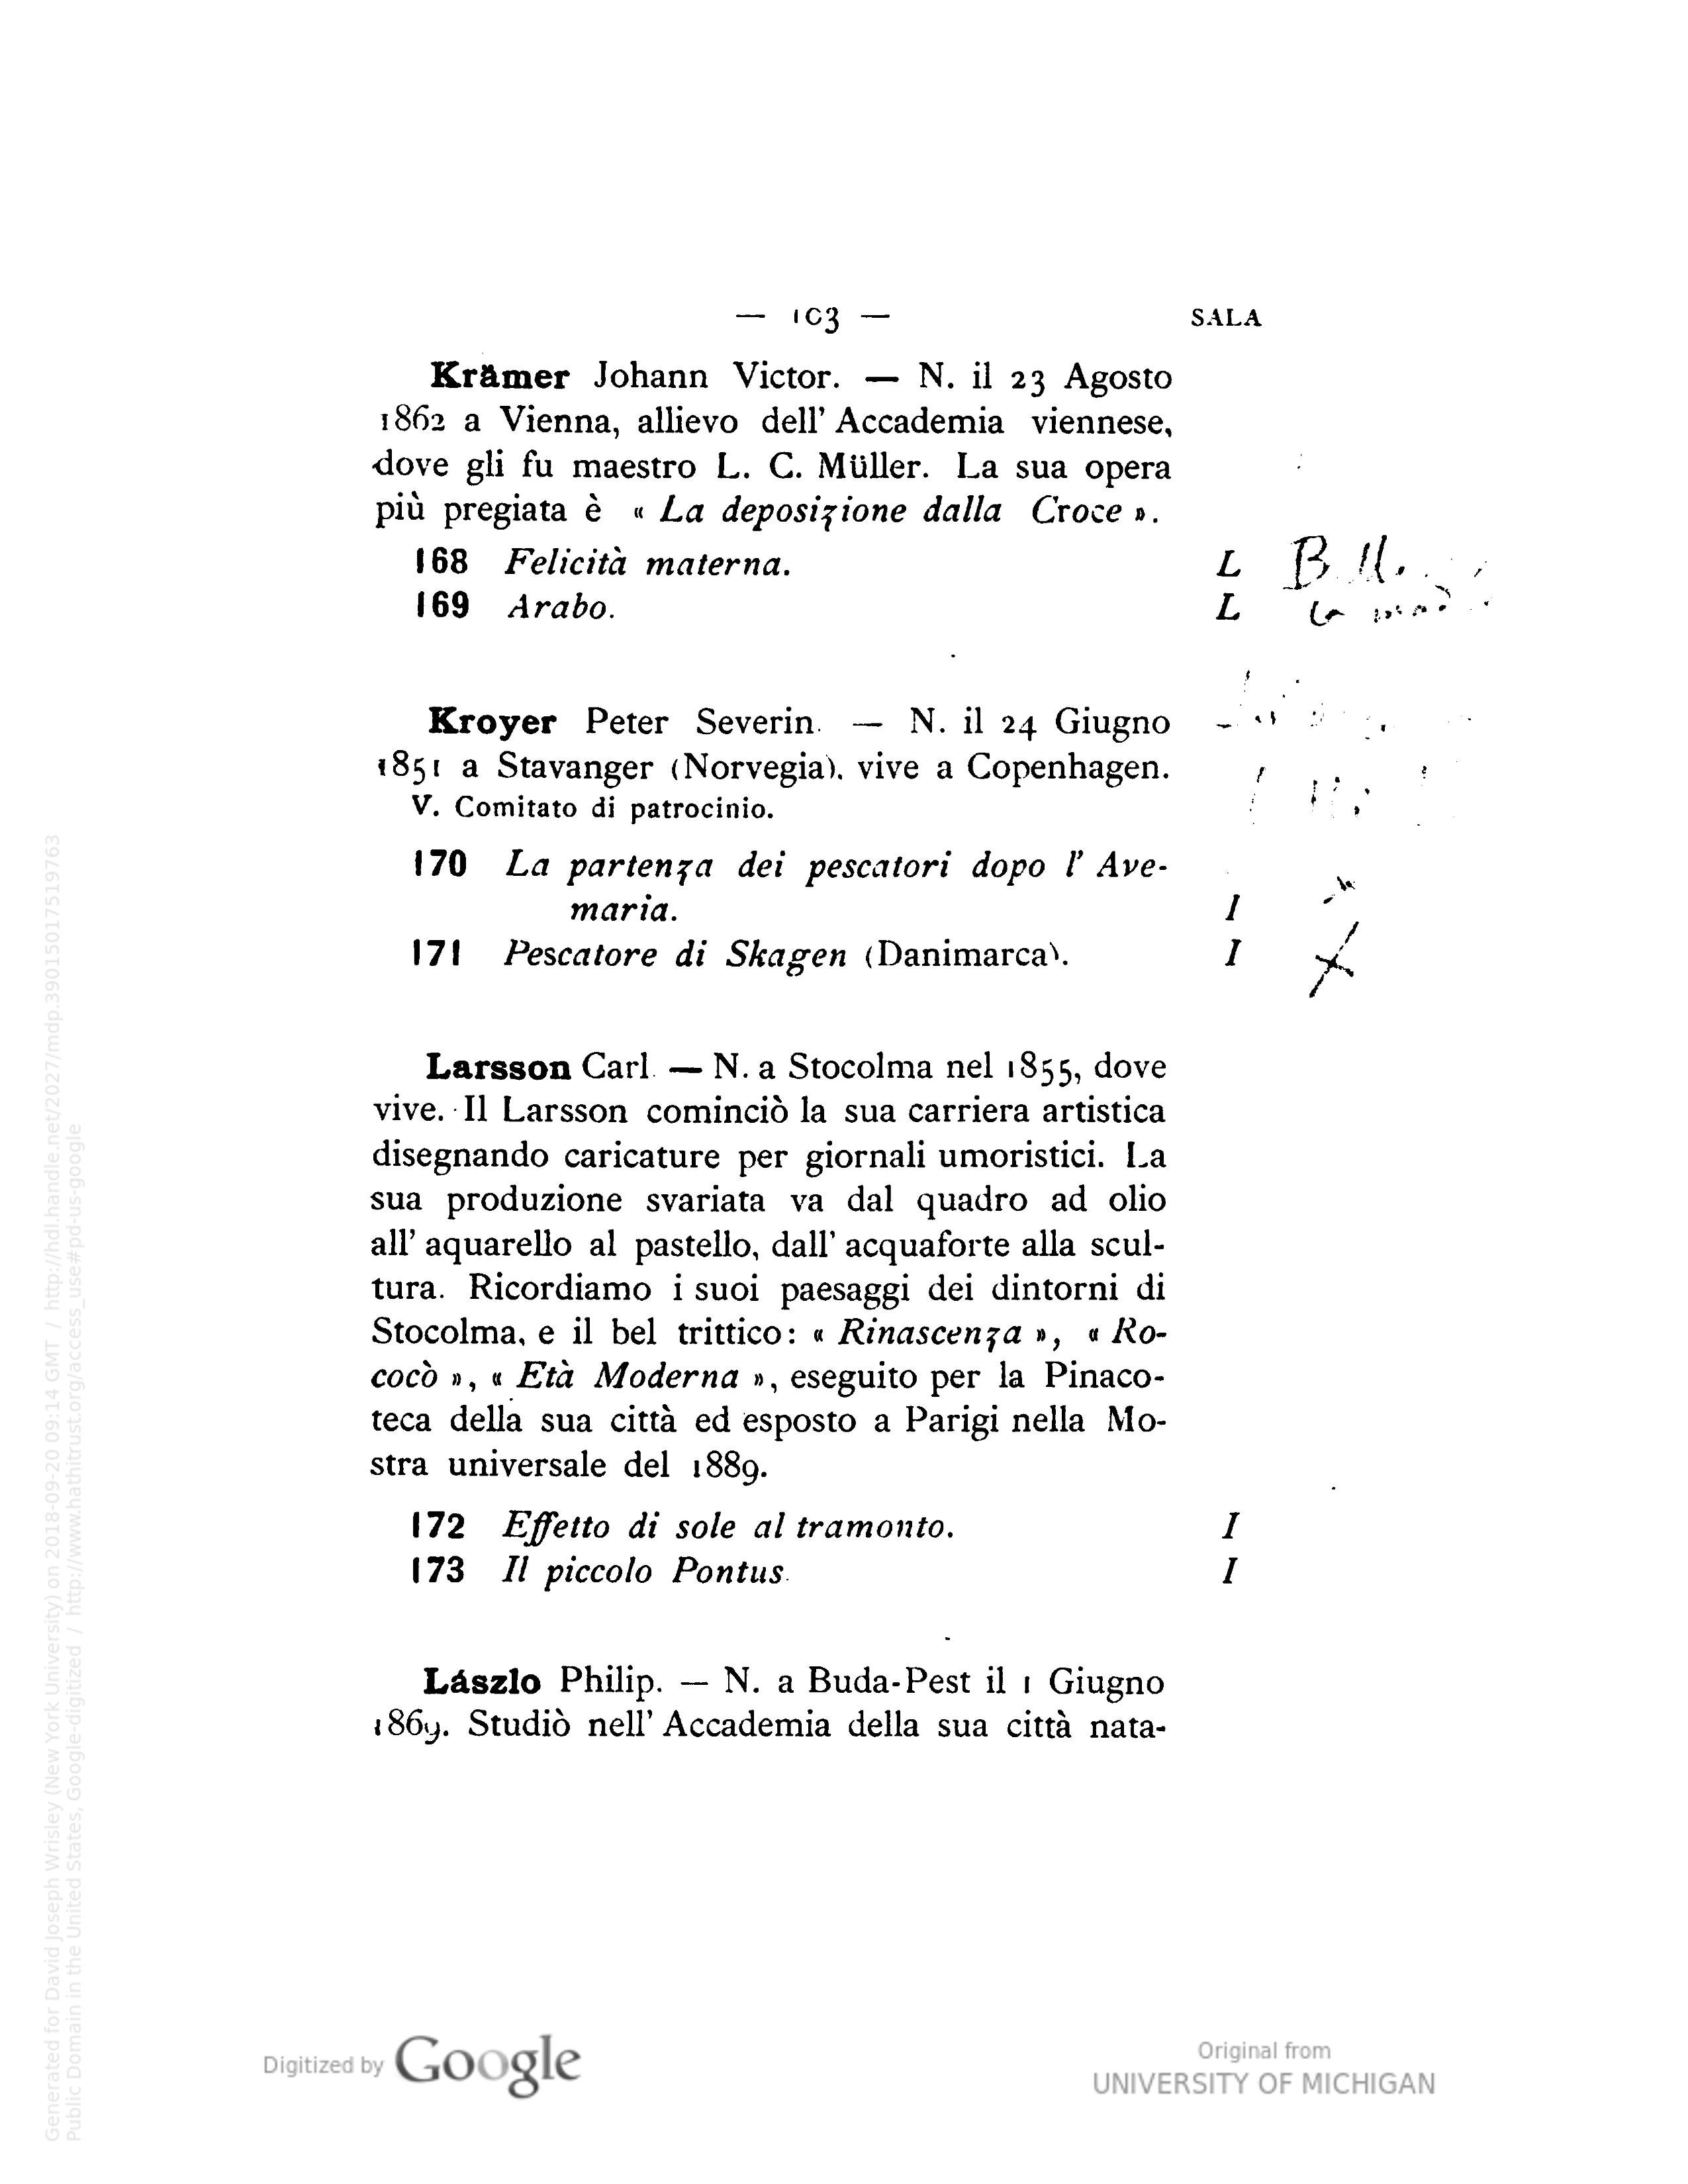 — 103 — SALA
Krämer Johann Victor. — N. il 23 Agosto
1862 a Vienna, allievo dell' Accademia viennese,
dove gli fu maestro L. C. Müller. La sua opera
più pregiata è « La deposizione dalla Croce ».
168 Felicità materna. L
169 Arabo. L
Kroyer Peter Severin. — N. il 24 Giugno
1851 a Stavanger (Norvegia). vive a Copenhagen.
V. Comitato di patrocinio.
170 La partenza dei pescatori dopo l' Ave-
maria. I
171 Pescatore di Skagen (Danimarca). I
Larsson Carl. — N. a Stocolma nel 1855, dove
vive. Il Larsson cominciò la sua carriera artistica
disegnando caricature per giornali umoristici. La
sua produzione svariata va dal quadro ad olio
all' aquarello al pastello, dall' acquaforte alla scul-
tura. Ricordiamo i suoi paesaggi dei dintorni di
Stocolma, e il bel trittico: « Rinascenza », « Ro-
cocò », « Età Moderna », eseguito per la Pinaco-
teca della sua città ed esposto a Parigi nella Mo-
stra universale del 1889.
172 Effetto di sole al tramonto. I
173 Il piccolo Pontus. I
Lászlo Philip. — N. a Buda-Pest il 1 Giugno
1869. Studiò nell' Accademia della sua città nata-
Generated for David Joseph Wrisley (New York University) on 2018-09-20 09:14 GMT / http://hdl.handle.net/2027/mdp.39015017519763
Public Domain in the United States, Google-digitized / http://www.hathitrust.org/access_use#pd-us-google
Digitized by Google
Original from
UNIVERSITY OF MICHIGAN